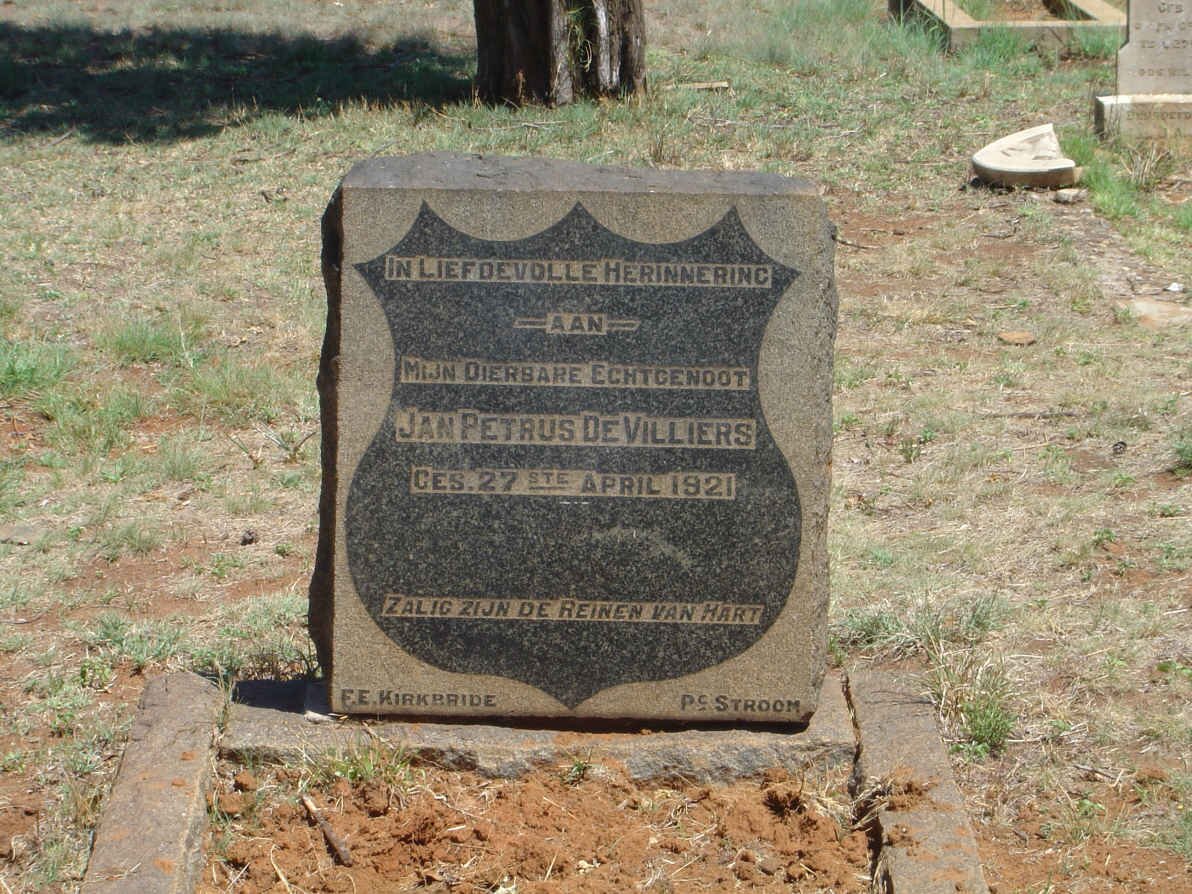 IN LIEFDEVOLLE HERINNERING
AAN
MIJN DIERBARE ECHTGENOOT
JAN PETRUS DE VILLIERS
GES. 27 STE APRIL 1921
ZALIG ZIJN DE REINEN VAN HART
F.E. KIRKBRIDE
PC STROOM